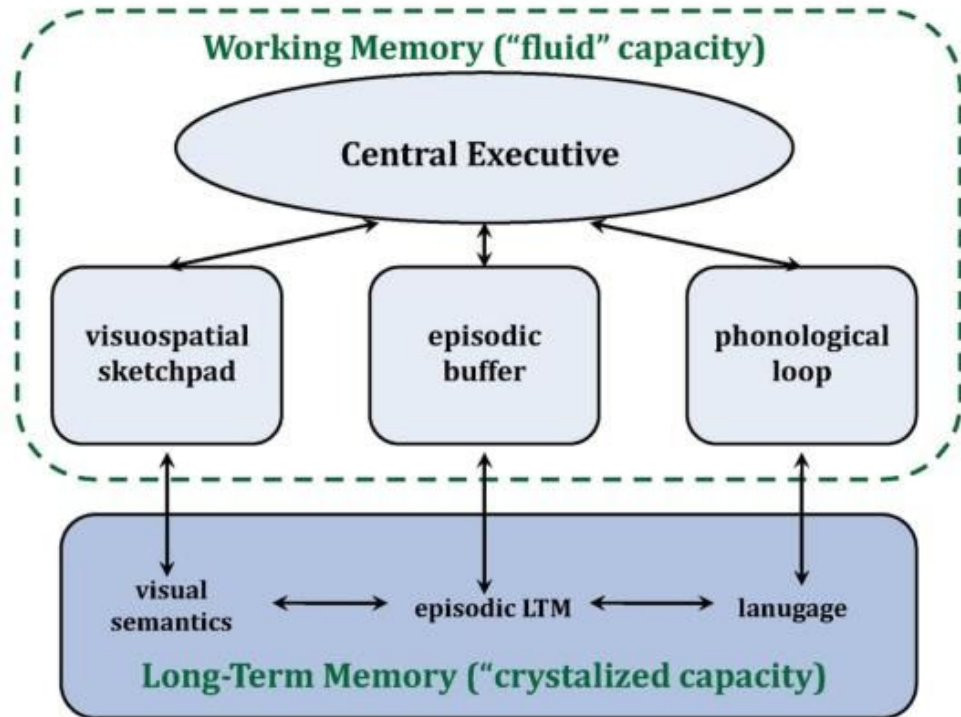 Working Memory (“fluid” capacity)
Central Executive
visuospatial
sketchpad
episodic
buffer
phonological
loop
visual
semantics
episodic LTM
lanugage
Long-Term Memory (“crystalized capacity)